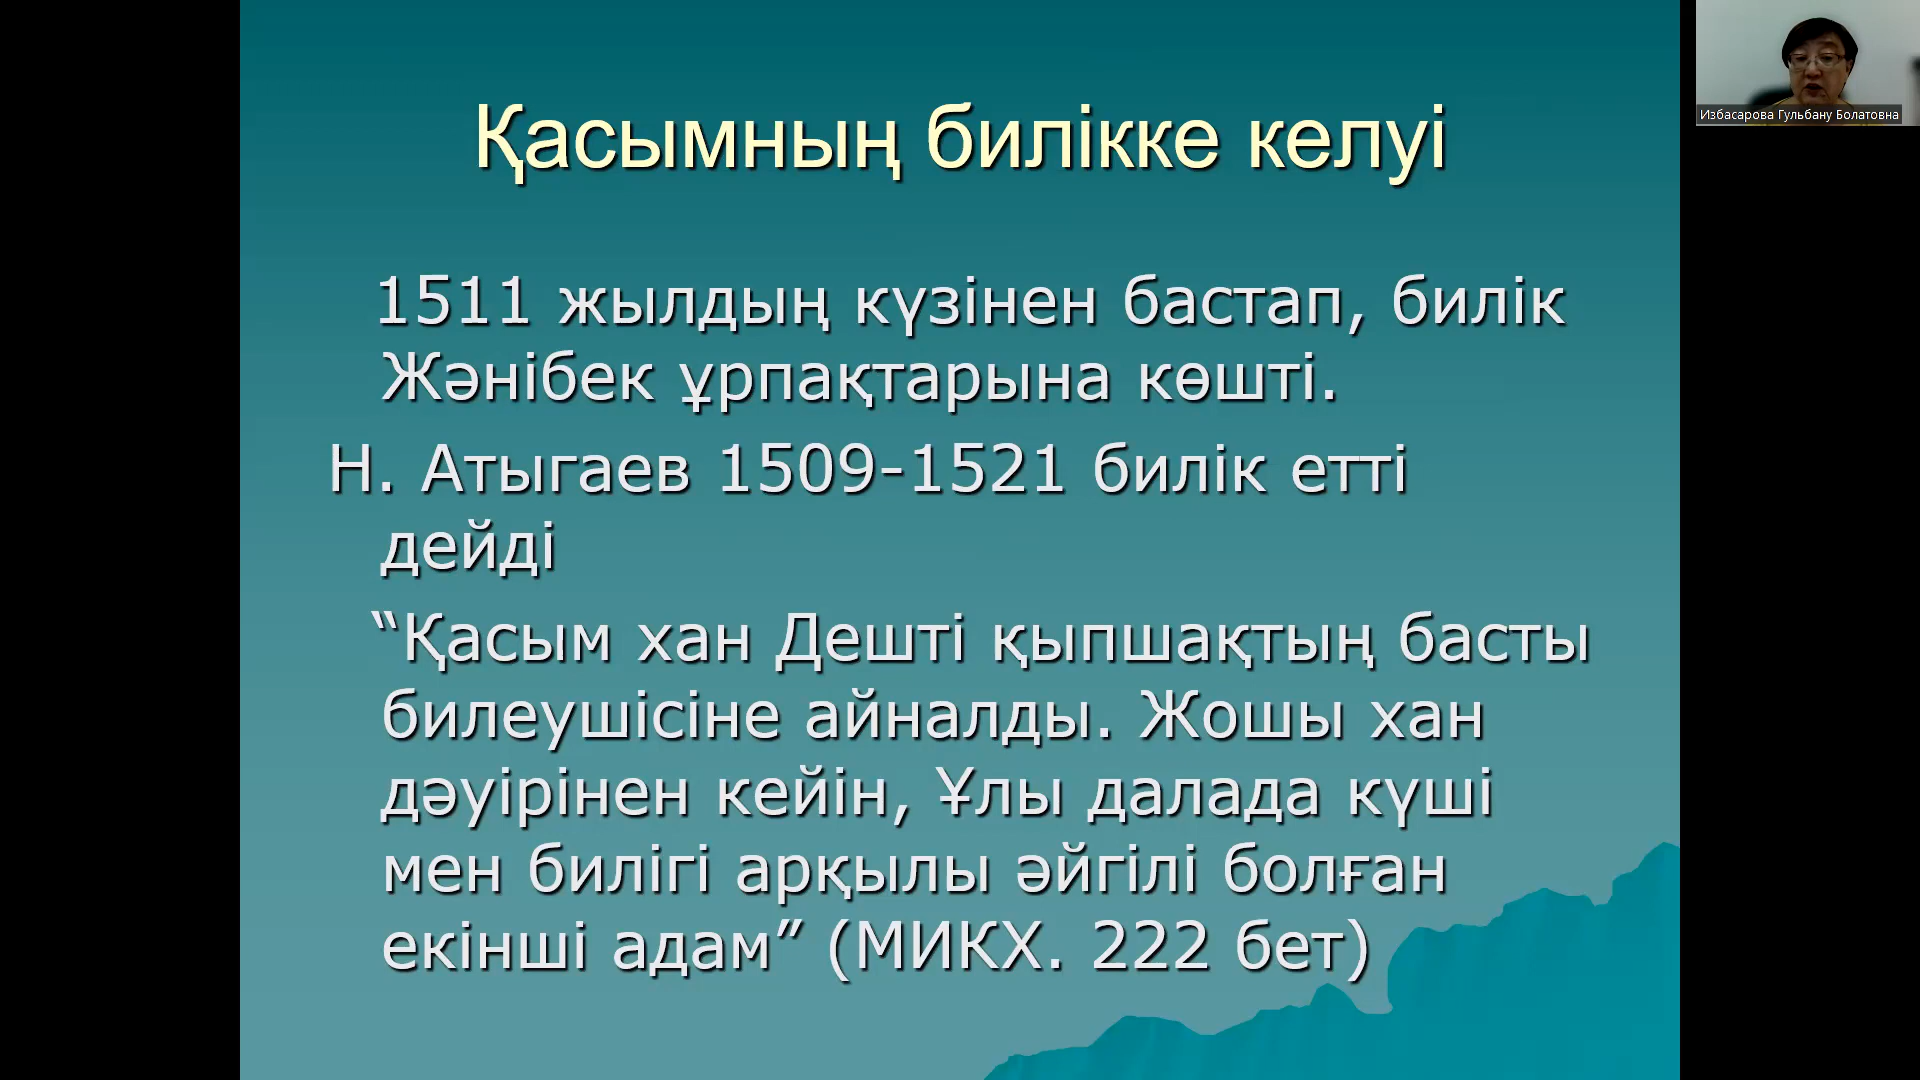 Қасымның билікке келуі
1511 жылдың күзінен бастап, билік
Жәнібек ұрпақтарына көшті.
Н. Атыгаев 1509-1521 билік етті
дейді
“Қасым хан Дешті қыпшақтың басты
билеушісіне айналды. Жошы хан
дәуірінен кейін, Ұлы далада күші
мен билігі арқылы әйгілі болған
екінші адам” (МИКХ. 222 бет)
Избасарова Гульбану Болатовна